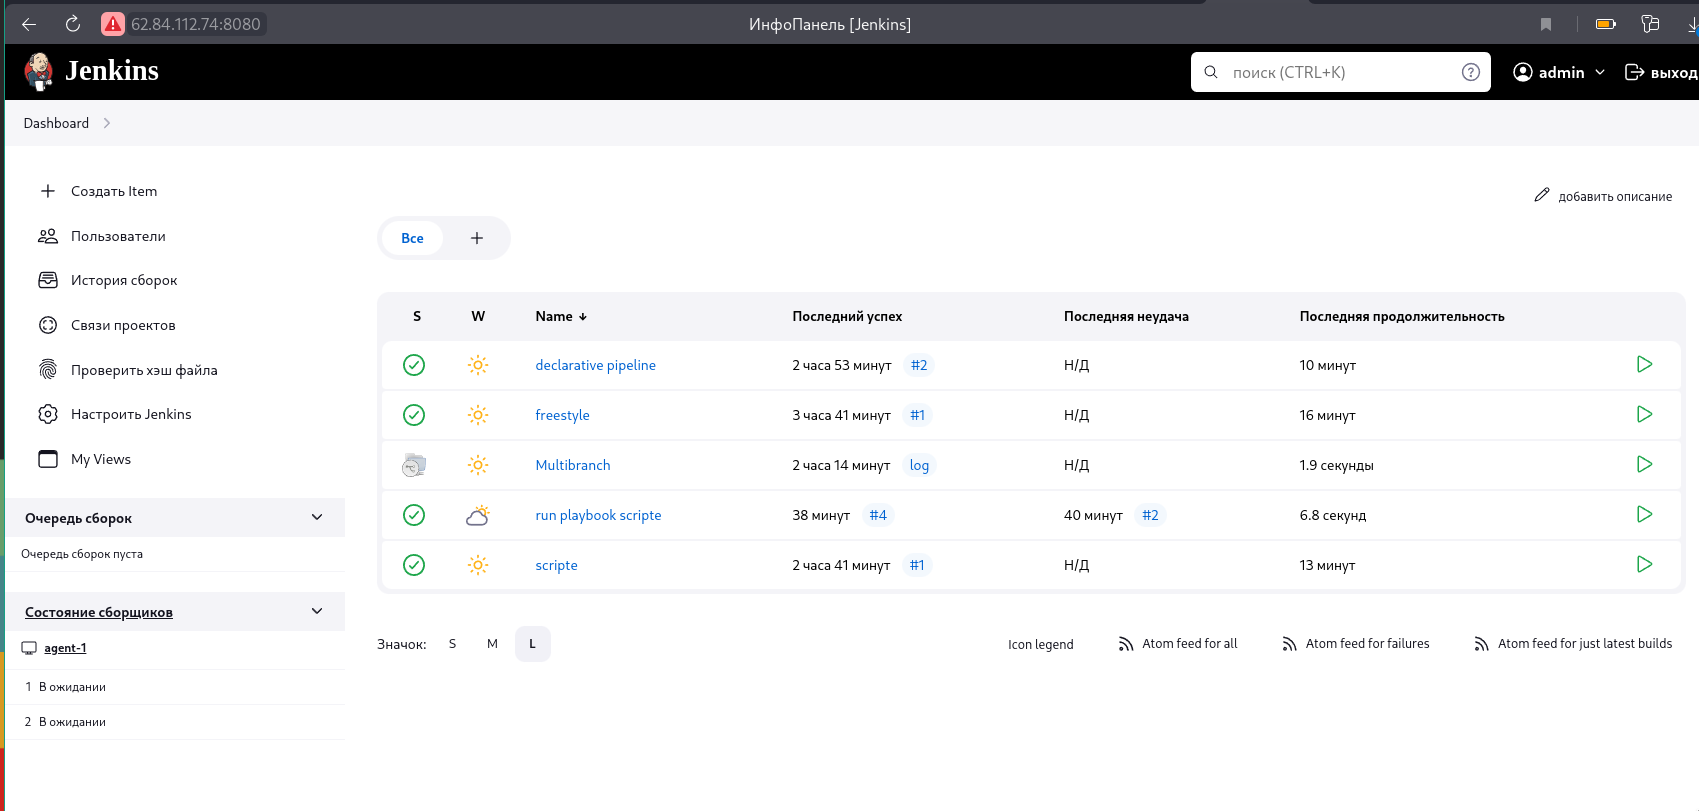 62.84.112.74:8080 ИнфоПанель [Jenkins]
Jenkins поиск (CTRL+K) admin выход
Dashboard
Создать Item
добавить описание
Пользователи
Все +
История сборок
Связи проектов
Проверить хэш файла
Настроить Jenkins
My Views
Очередь сборок
Очередь сборок пуста
Состояние сборщиков
agent-1
1 В ожидании
2 В ожидании
S W Name ↓ Последний успех Последняя неудача Последняя продолжительность
declarative pipeline 2 часа 53 минут #2 Н/Д 10 минут
freestyle 3 часа 41 минут #1 Н/Д 16 минут
Multibranch 2 часа 14 минут log Н/Д 1.9 секунды
run playbook scripte 38 минут #4 40 минут #2 6.8 секунд
scripte 2 часа 41 минут #1 Н/Д 13 минут
Значок: S M L Icon legend Atom feed for all Atom feed for failures Atom feed for just latest builds